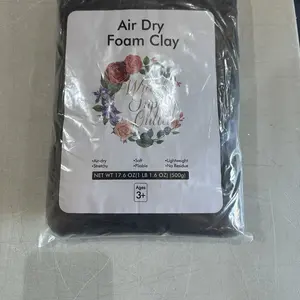 Air Dry
Foam Clay
•Air-dry •Soft •Lightweight
•Stretchy •Pliable •No Residue
NET WT 17.6 OZ(1 LB 1.6 OZ) (500g)
Ages
3+